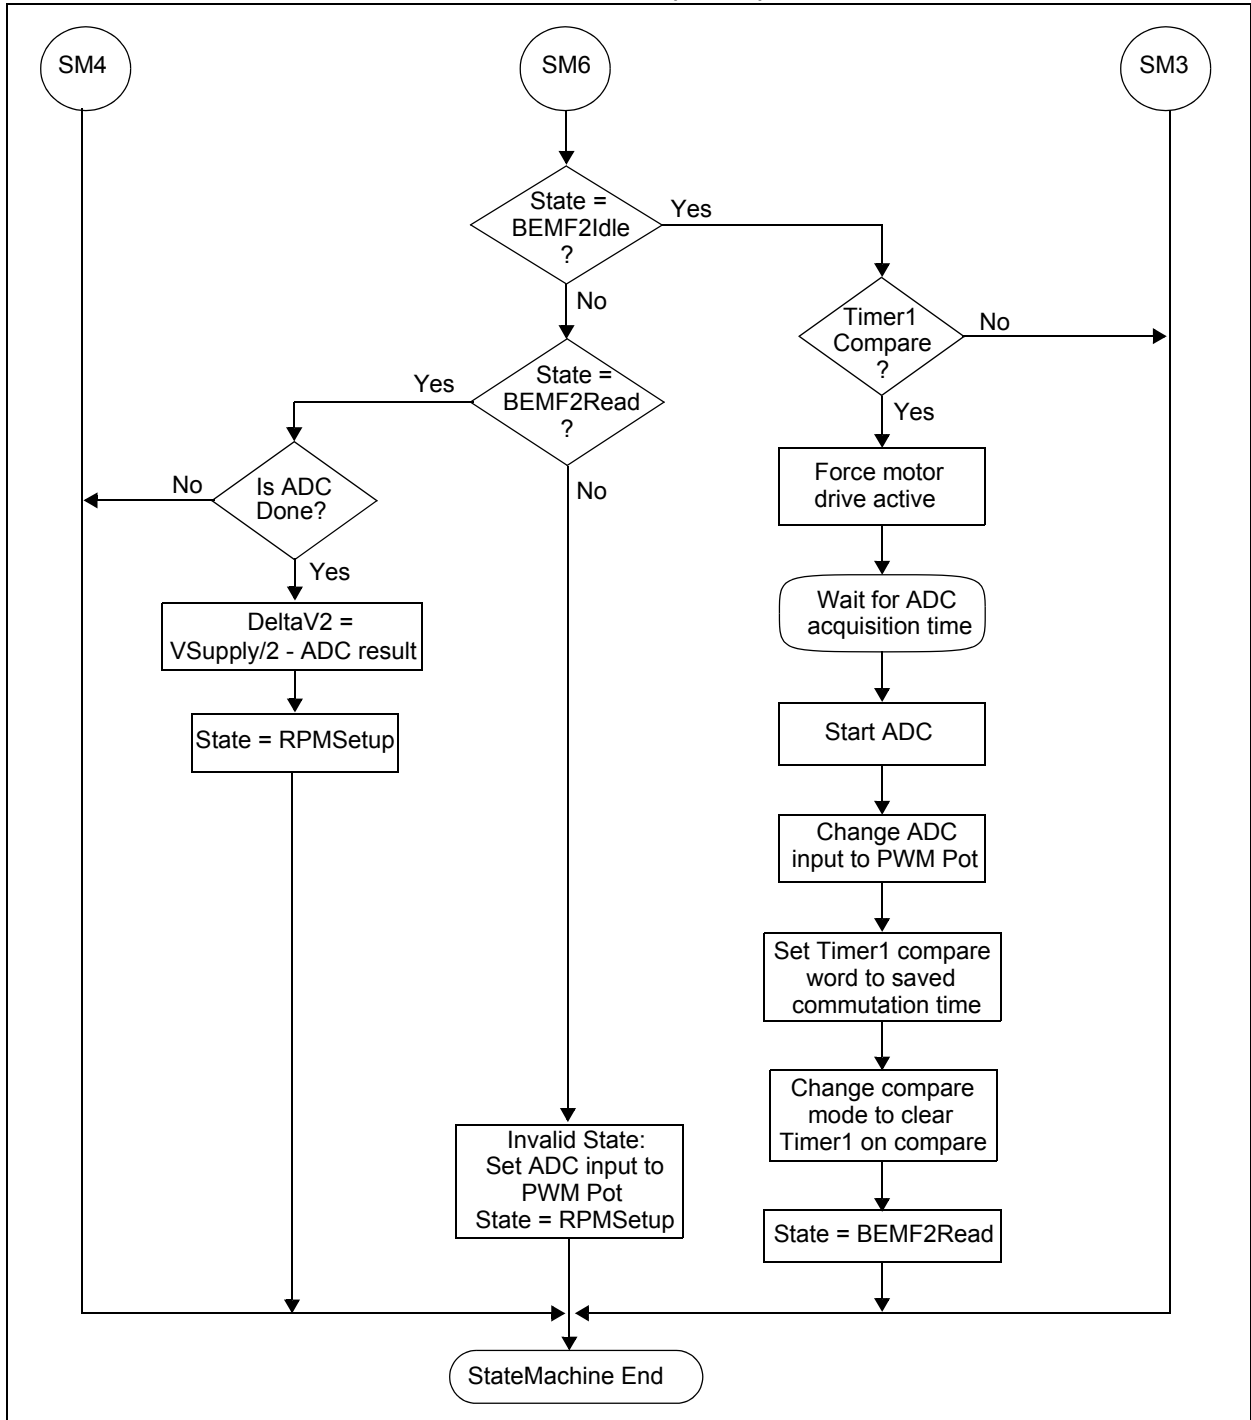 SM4
SM6
SM3
State =
BEMF2Idle
?
Yes
No
Timer1
Compare
?
No
Yes
State =
BEMF2Read
?
Yes
No
Is ADC
Done?
No
Yes
DeltaV2 =
VSupply/2 - ADC result
State = RPMSetup
Force motor
drive active
Wait for ADC
acquisition time
Start ADC
Change ADC
input to PWM Pot
Set Timer1 compare
word to saved
commutation time
Change compare
mode to clear
Timer1 on compare
State = BEMF2Read
Invalid State:
Set ADC input to
PWM Pot
State = RPMSetup
StateMachine End